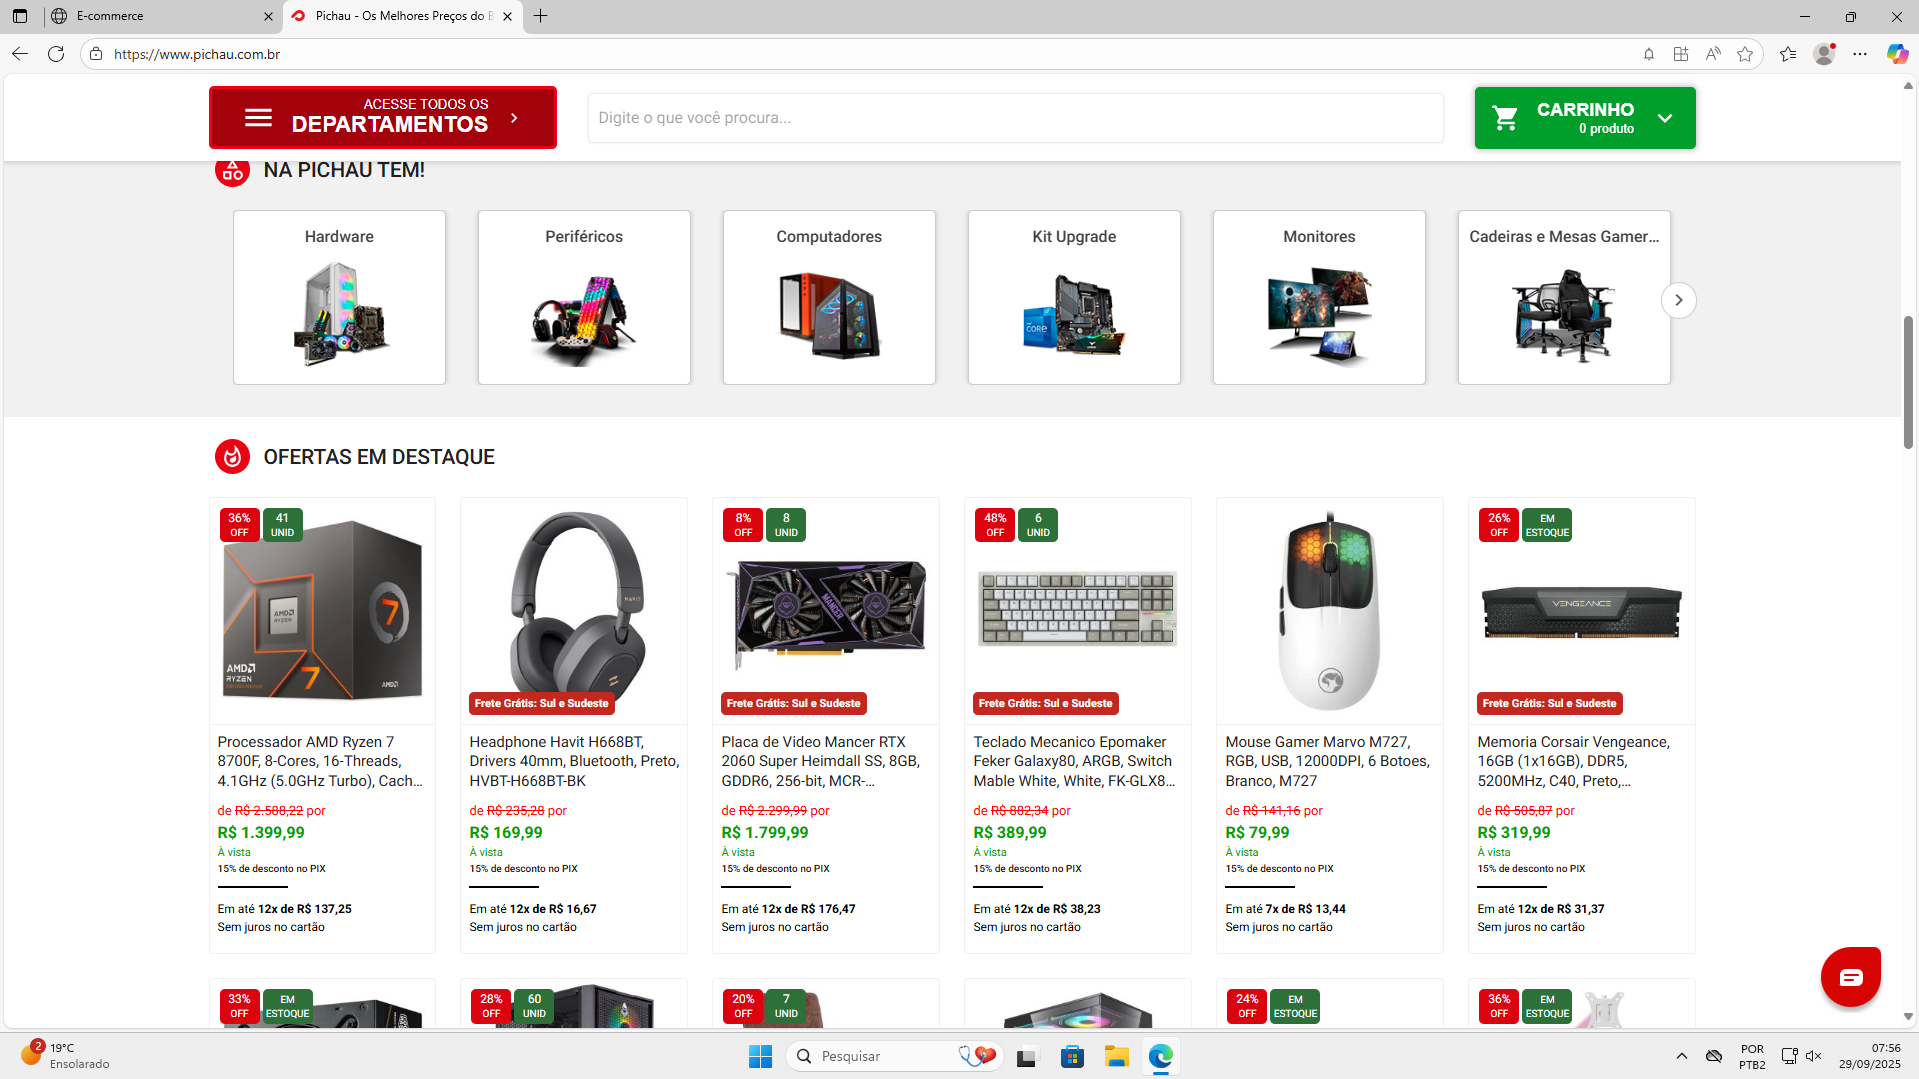 E-commerce
Pichau - Os Melhores Preços do B
https://www.pichau.com.br
ACESSE TODOS OS
DEPARTAMENTOS
Digite o que você procura...
CARRINHO
0 produto
NA PICHAU TEM!
Hardware
Periféricos
Computadores
Kit Upgrade
Monitores
Cadeiras e Mesas Gamer...
OFERTAS EM DESTAQUE
36% OFF
41 UNID
AMD RYZEN 7
Frete Grátis: Sul e Sudeste
8% OFF
8 UNID
MANCER
Frete Grátis: Sul e Sudeste
48% OFF
6 UNID
Frete Grátis: Sul e Sudeste
26% OFF
EM ESTOQUE
VENGEANCE
Frete Grátis: Sul e Sudeste
Processador AMD Ryzen 7
8700F, 8-Cores, 16-Threads,
4.1GHz (5.0GHz Turbo), Cach...
de R$ 2.588,22 por
R$ 1.399,99
À vista
15% de desconto no PIX
Em até 12x de R$ 137,25
Sem juros no cartão
Headphone Havit H668BT,
Drivers 40mm, Bluetooth, Preto,
HVBT-H668BT-BK
de R$ 235,28 por
R$ 169,99
À vista
15% de desconto no PIX
Em até 12x de R$ 16,67
Sem juros no cartão
Placa de Video Mancer RTX
2060 Super Heimdall SS, 8GB,
GDDR6, 256-bit, MCR-...
de R$ 2.299,99 por
R$ 1.799,99
À vista
15% de desconto no PIX
Em até 12x de R$ 176,47
Sem juros no cartão
Teclado Mecanico Epomaker
Feker Galaxy80, ARGB, Switch
Mable White, White, FK-GLX8...
de R$ 882,34 por
R$ 389,99
À vista
15% de desconto no PIX
Em até 12x de R$ 38,23
Sem juros no cartão
Mouse Gamer Marvo M727,
RGB, USB, 12000DPI, 6 Botoes,
Branco, M727
de R$ 141,16 por
R$ 79,99
À vista
15% de desconto no PIX
Em até 7x de R$ 13,44
Sem juros no cartão
Memoria Corsair Vengeance,
16GB (1x16GB), DDR5,
5200MHz, C40, Preto,...
de R$ 505,87 por
R$ 319,99
À vista
15% de desconto no PIX
Em até 12x de R$ 31,37
Sem juros no cartão
33% OFF
EM ESTOQUE
28% OFF
60 UNID
20% OFF
7 UNID
24% OFF
EM ESTOQUE
36% OFF
EM ESTOQUE
2
19°C
Ensolarado
Pesquisar
POR
PTB2
07:56
29/09/2025